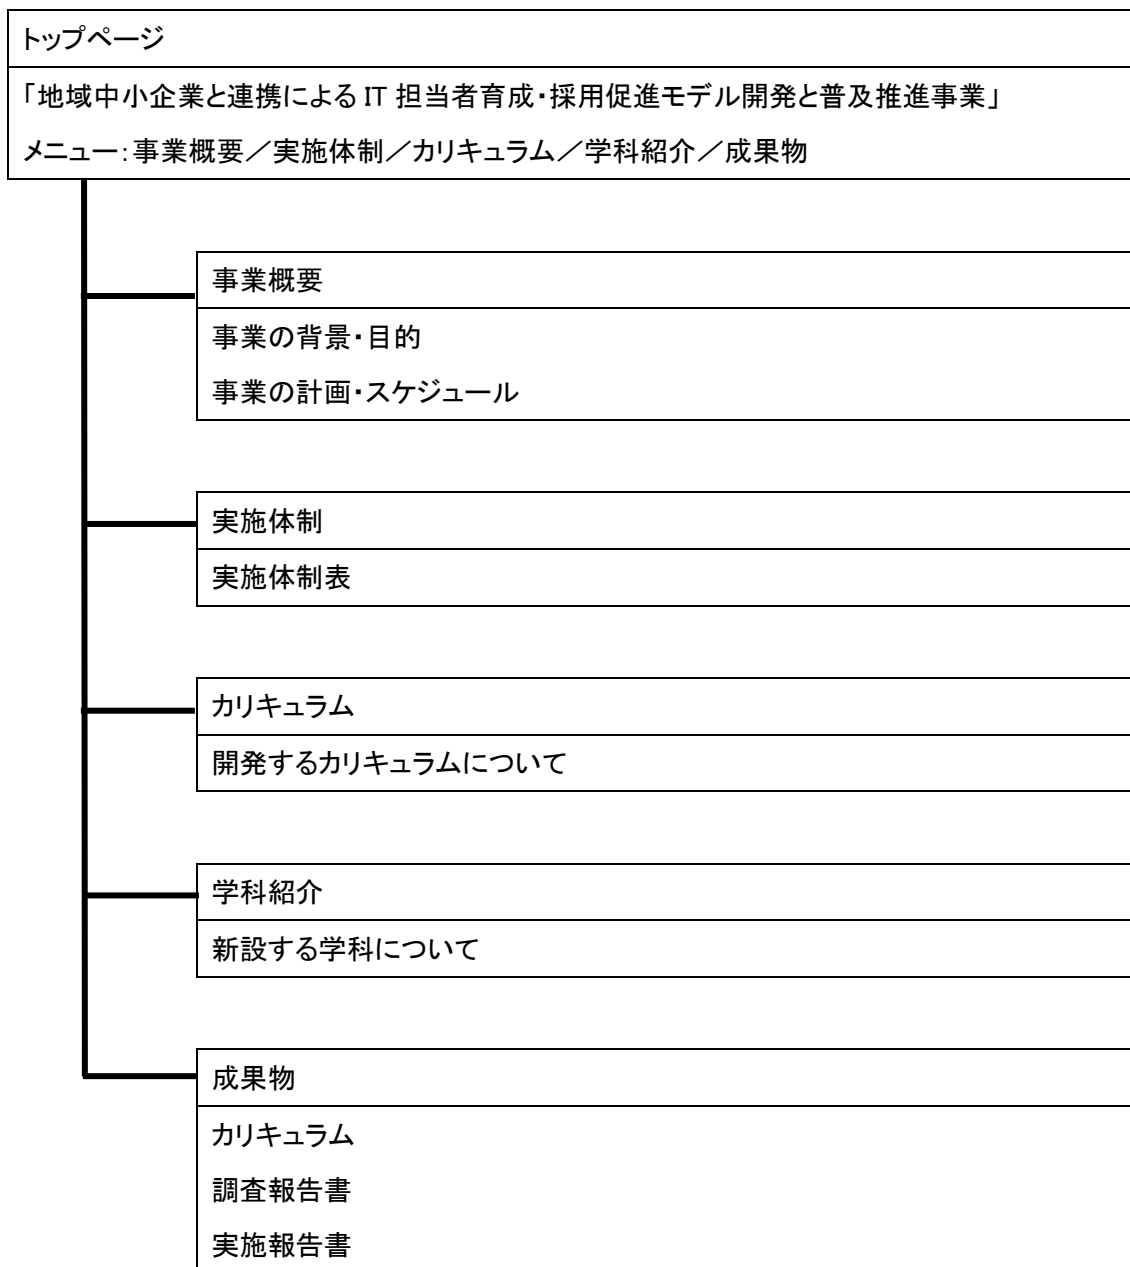 トップページ
「地域中小企業と連携による IT 担当者育成・採用促進モデル開発と普及推進事業」
メニュー:事業概要／実施体制／カリキュラム／学科紹介／成果物
事業概要
事業の背景・目的
事業の計画・スケジュール
実施体制
実施体制表
カリキュラム
開発するカリキュラムについて
学科紹介
新設する学科について
成果物
カリキュラム
調査報告書
実施報告書